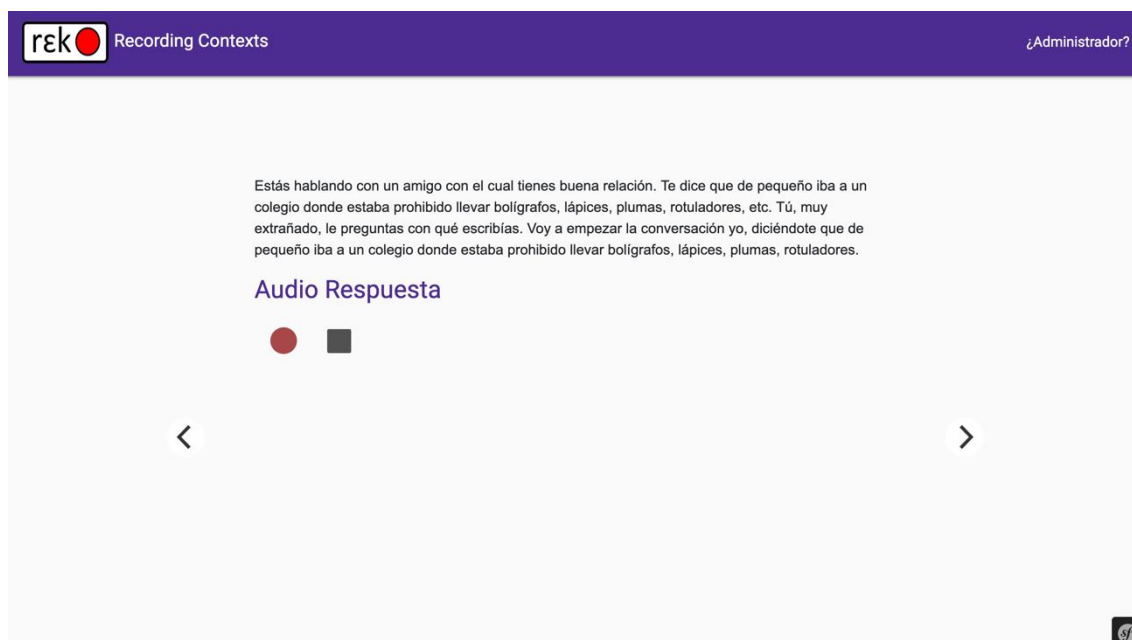 rɛk Recording Contexts
¿Administrador?
Estás hablando con un amigo con el cual tienes buena relación. Te dice que de pequeño iba a un
colegio donde estaba prohibido llevar bolígrafos, lápices, plumas, rotuladores, etc. Tú, muy
extrañado, le preguntas con qué escribías. Voy a empezar la conversación yo, diciéndote que de
pequeño iba a un colegio donde estaba prohibido llevar bolígrafos, lápices, plumas, rotuladores.
Audio Respuesta
sf